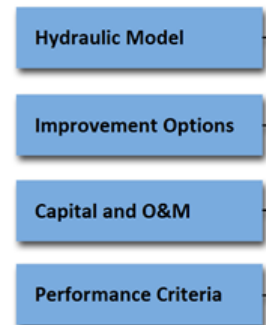 Hydraulic Model
Improvement Options
Capital and O&M
Performance Criteria